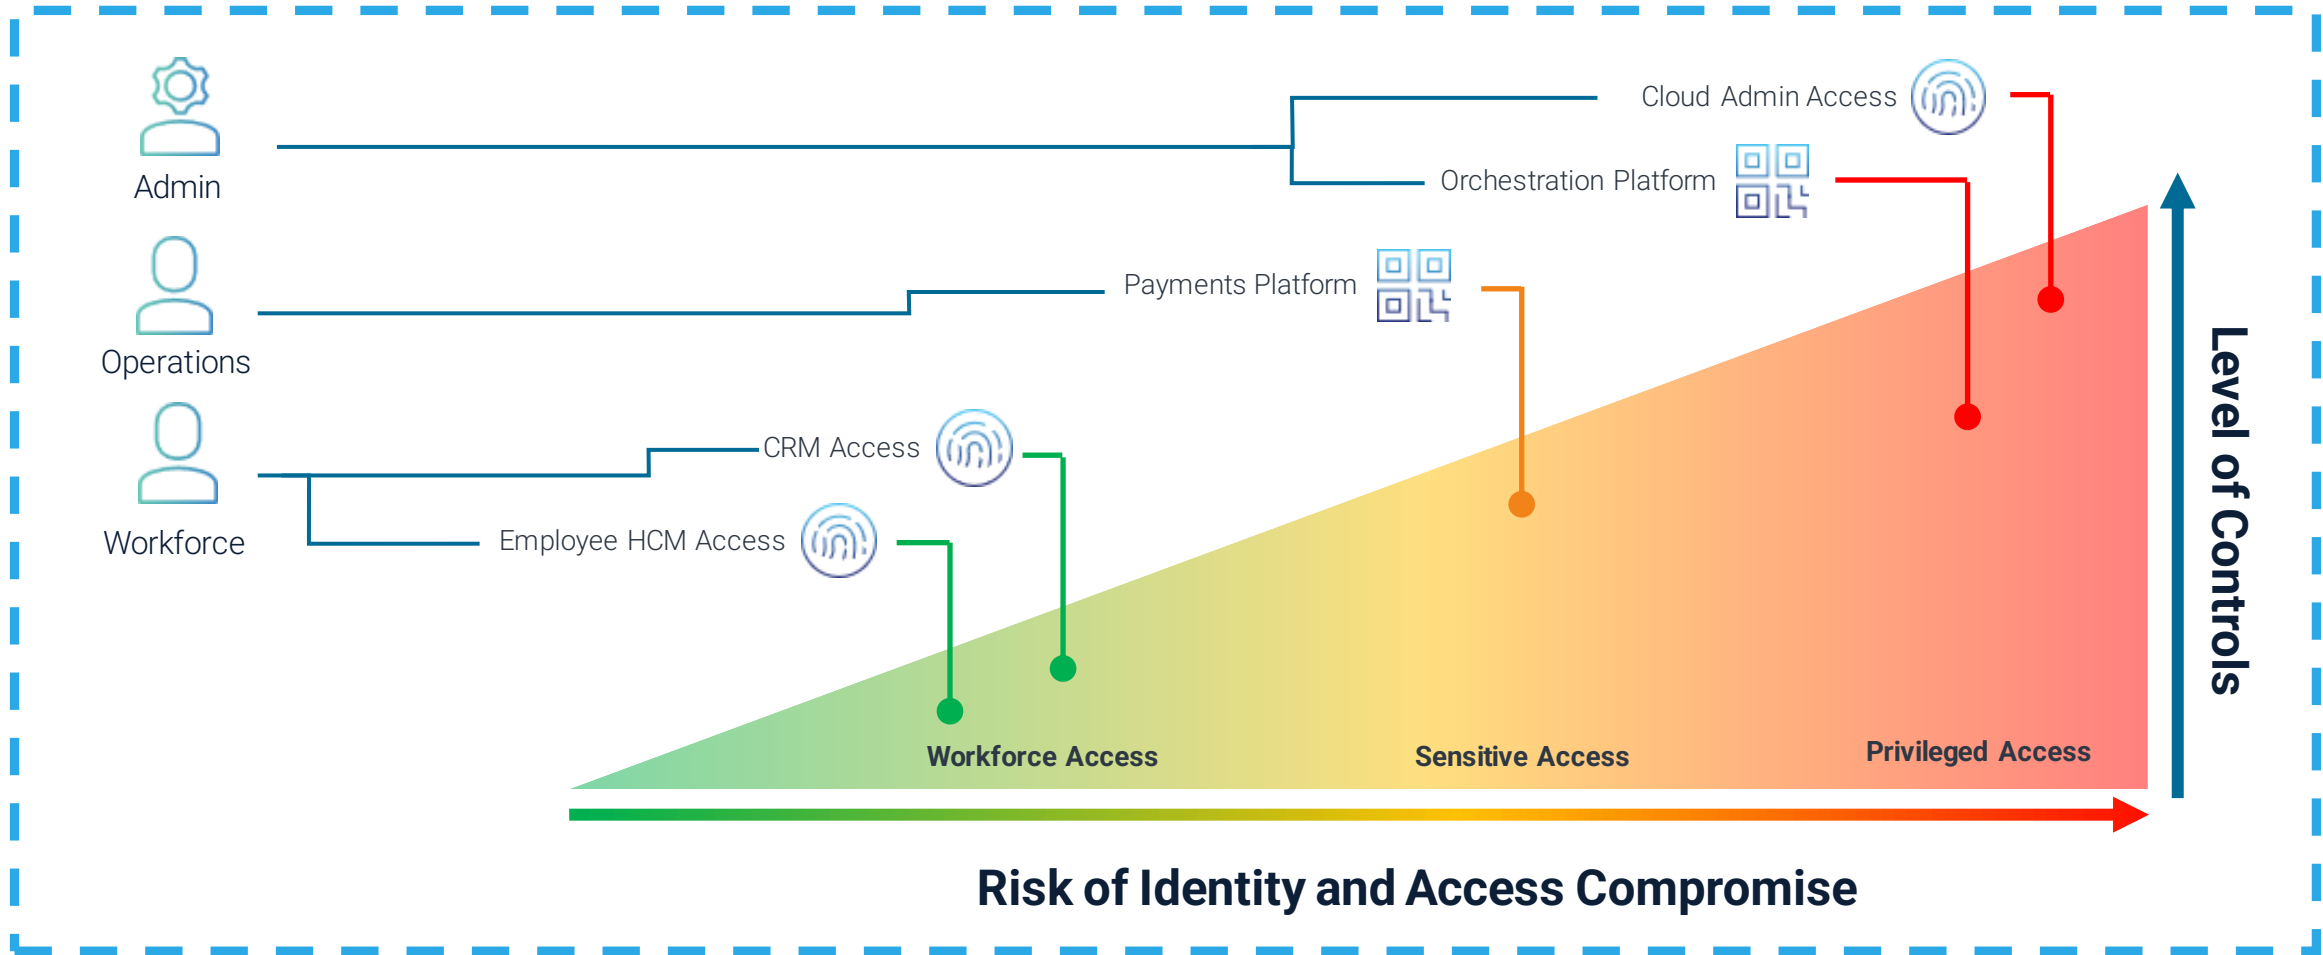 Cloud Admin Access
Admin
Orchestration Platform
Operations
Payments Platform
Workforce
CRM Access
Employee HCM Access
Workforce Access
Sensitive Access
Privileged Access
Level of Controls
Risk of Identity and Access Compromise